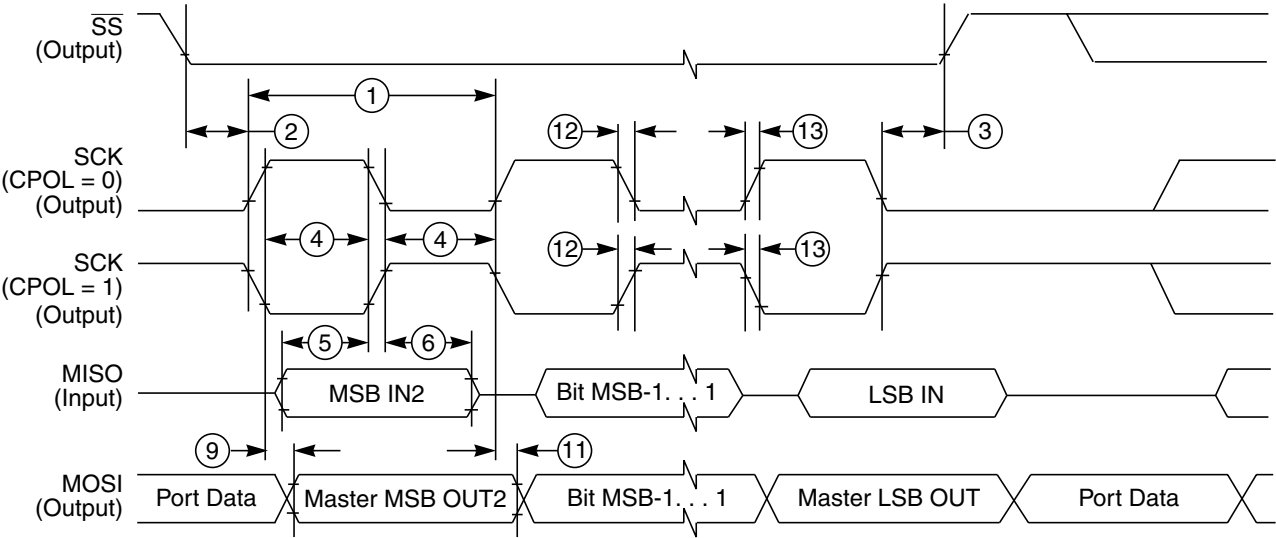 SS
(Output)
1
2
12
13
3
SCK
(CPOL = 0)
(Output)
4
4
12
13
SCK
(CPOL = 1)
(Output)
5
6
MISO
(Input)
MSB IN2
Bit MSB-1. . . 1
LSB IN
9
11
MOSI
(Output)
Port Data
Master MSB OUT2
Bit MSB-1. . . 1
Master LSB OUT
Port Data